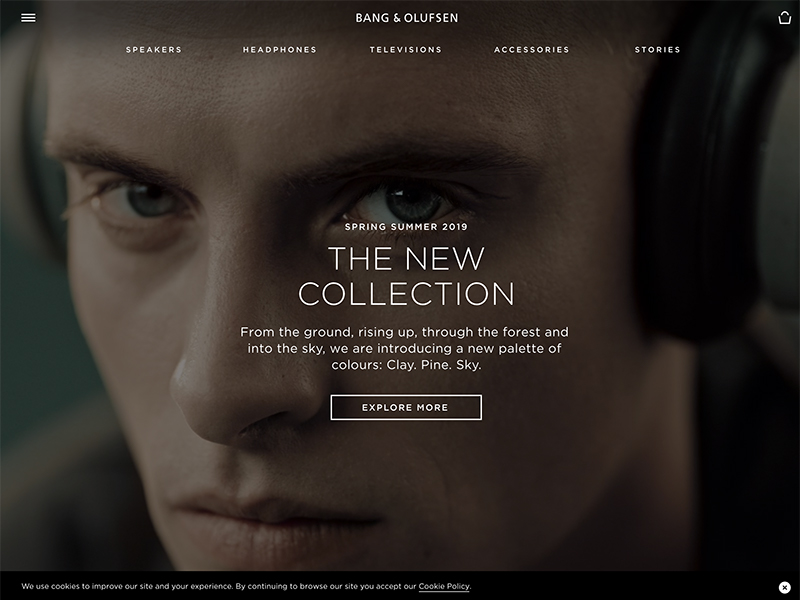 BANG & OLUFSEN
SPEAKERS HEADPHONES TELEVISIONS ACCESSORIES STORIES
SPRING SUMMER 2019
THE NEW
COLLECTION
From the ground, rising up, through the forest and
into the sky, we are introducing a new palette of
colours: Clay. Pine. Sky.
EXPLORE MORE
We use cookies to improve our site and your experience. By continuing to browse our site you accept our Cookie Policy.